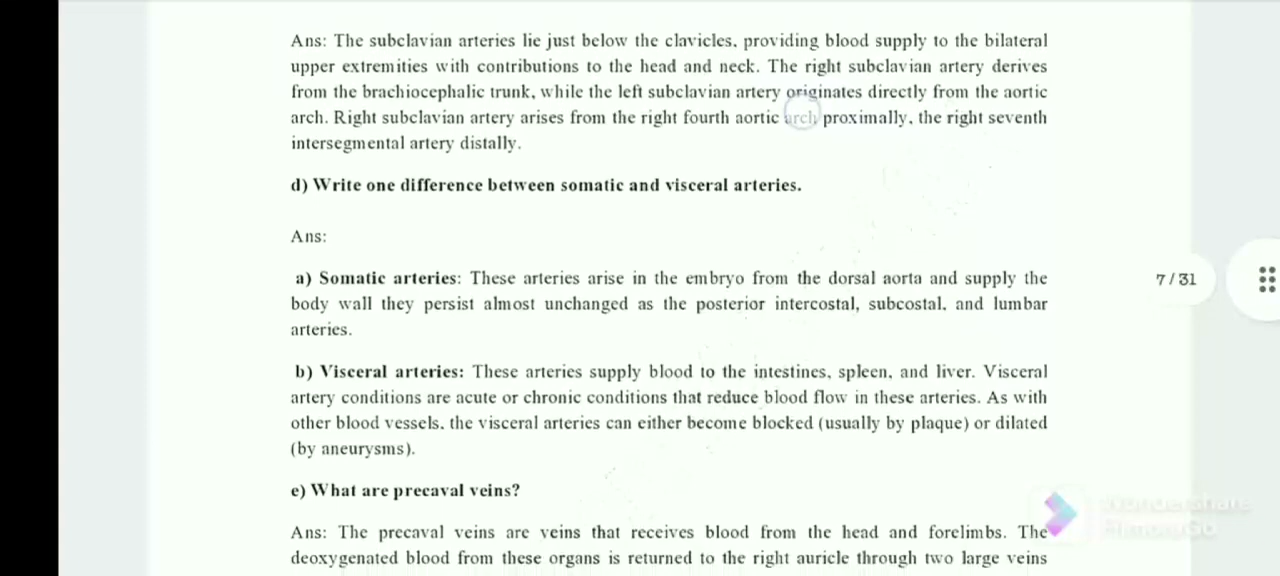 Ans: The subclavian arteries lie just below the clavicles, providing blood supply to the bilateral
upper extremities with contributions to the head and neck. The right subclavian artery derives
from the brachiocephalic trunk, while the left subclavian artery originates directly from the aortic
arch. Right subclavian artery arises from the right fourth aortic arch proximally, the right seventh
intersegmental artery distally.
d) Write one difference between somatic and visceral arteries.
Ans:
a) Somatic arteries: These arteries arise in the embryo from the dorsal aorta and supply the
body wall they persist almost unchanged as the posterior intercostal, subcostal, and lumbar
arteries.
7/31
b) Visceral arteries: These arteries supply blood to the intestines, spleen, and liver. Visceral
artery conditions are acute or chronic conditions that reduce blood flow in these arteries. As with
other blood vessels, the visceral arteries can either become blocked (usually by plaque) or dilated
(by aneurysms).
e) What are precaval veins?
Ans: The precaval veins are veins that receives blood from the head and forelimbs. The
deoxygenated blood from these organs is returned to the right auricle through two large veins
Wondershare
FilmoraGo